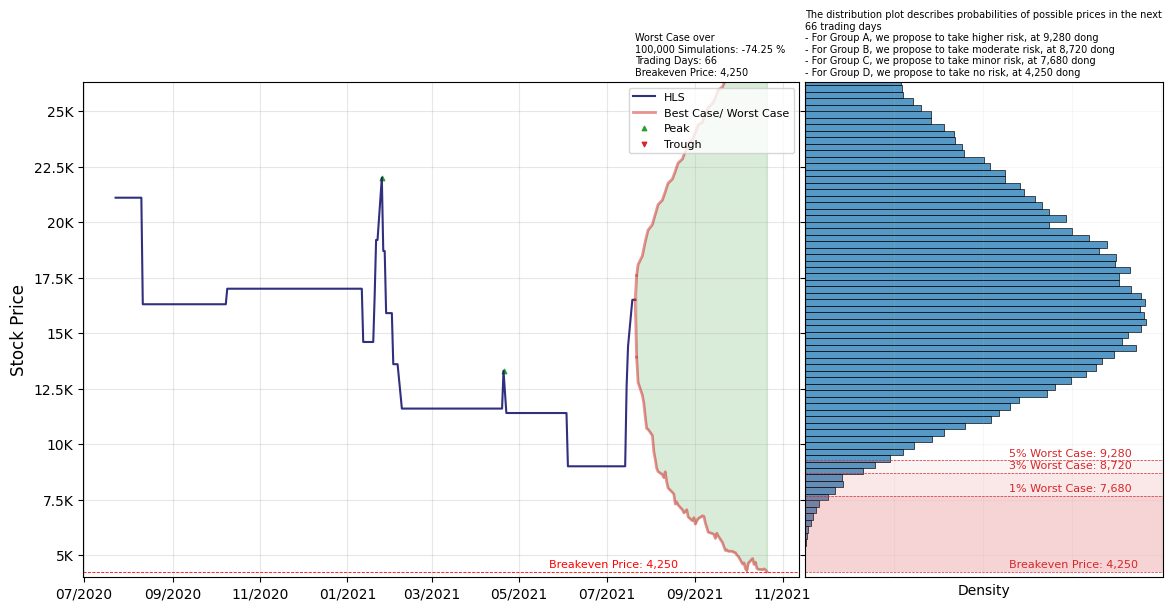 The distribution plot describes probabilities of possible prices in the next
66 trading days
- For Group A, we propose to take higher risk, at 9,280 dong
- For Group B, we propose to take moderate risk, at 8,720 dong
- For Group C, we propose to take minor risk, at 7,680 dong
- For Group D, we propose to take no risk, at 4,250 dong
Worst Case over
100,000 Simulations: -74.25 %
Trading Days: 66
Breakeven Price: 4,250
HLS
Best Case/ Worst Case
Peak
Trough
Stock Price
25K
22.5K
20K
17.5K
15K
12.5K
10K
7.5K
5K
Breakeven Price: 4,250
07/2020
09/2020
11/2020
01/2021
03/2021
05/2021
07/2021
09/2021
11/2021
5% Worst Case: 9,280
3% Worst Case: 8,720
1% Worst Case: 7,680
Breakeven Price: 4,250
Density